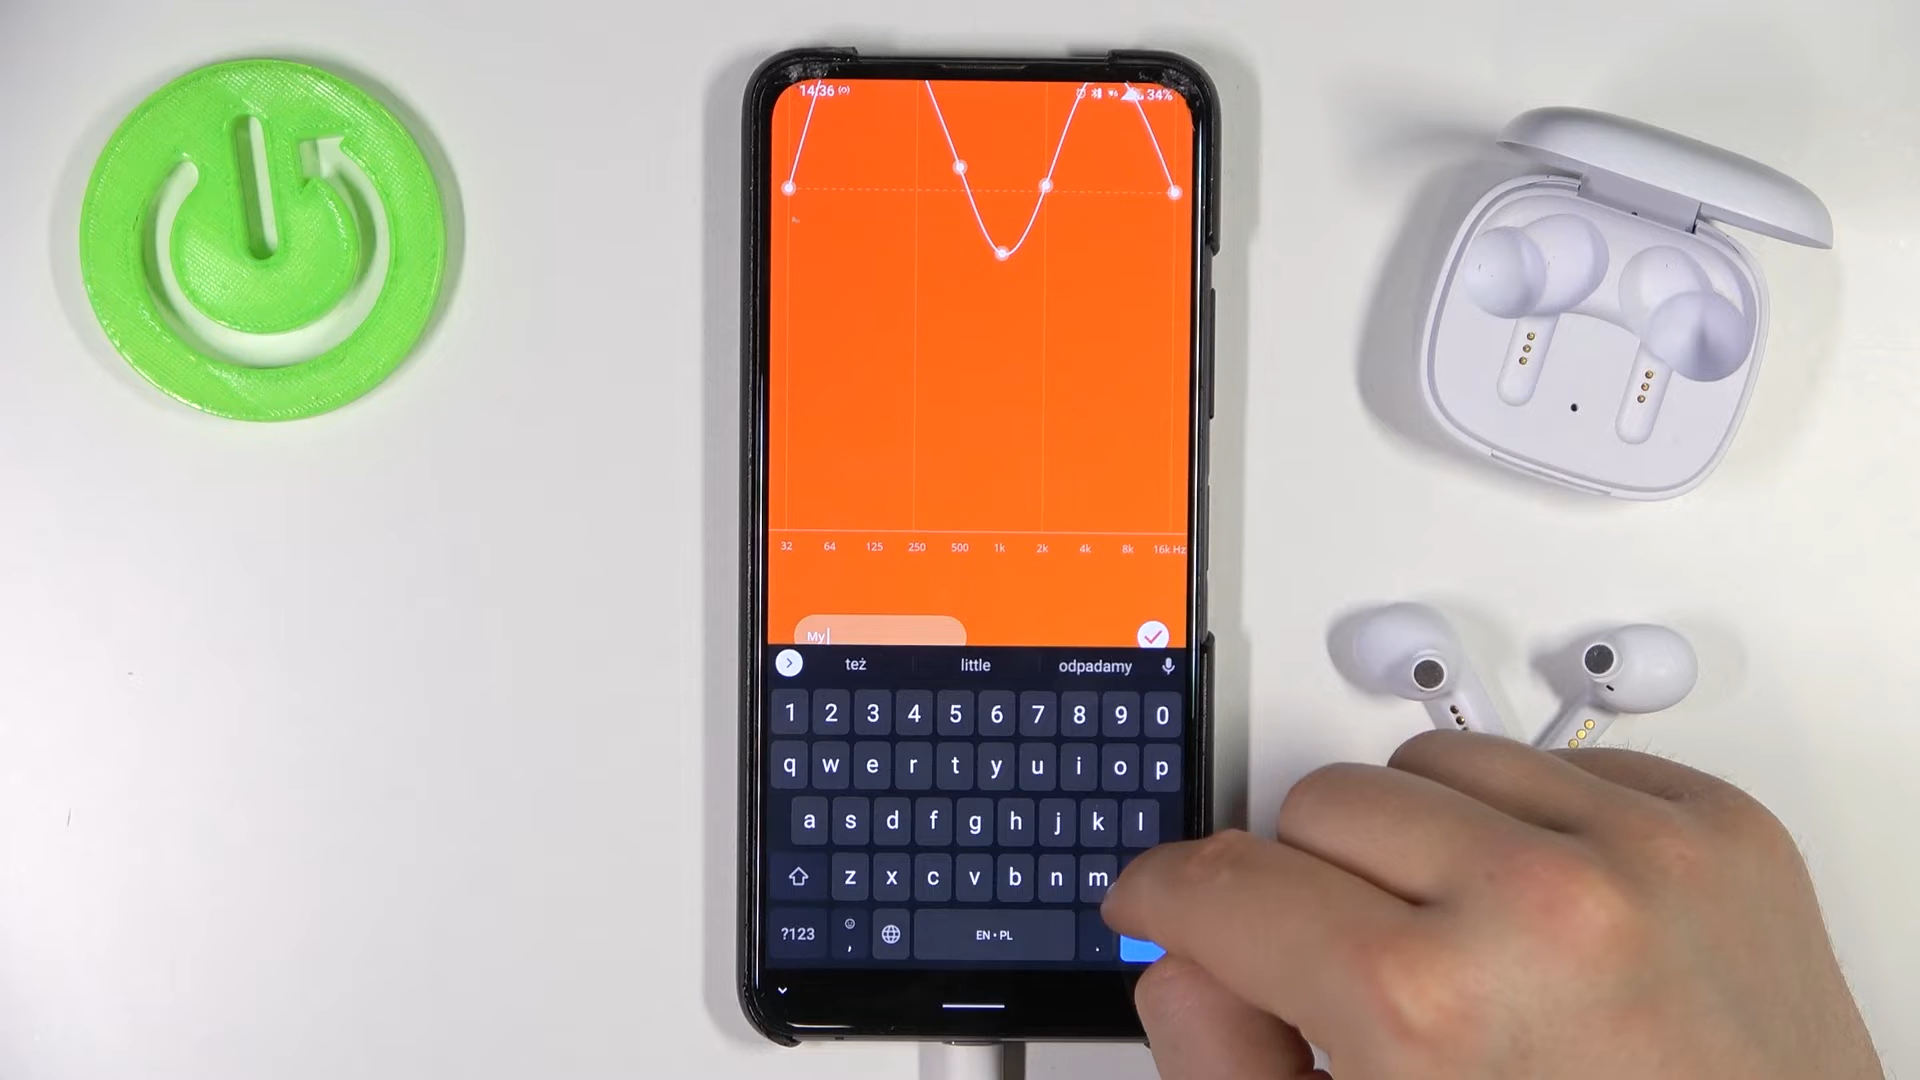 14:36 34%
32 64 125 250 500 1k 2k 4k 8k 16k Hz
My
też little odpadamy
1 2 3 4 5 6 7 8 9 0
q w e r t y u i o p
a s d f g h j k l
z x c v b n m
?123 , EN • PL .